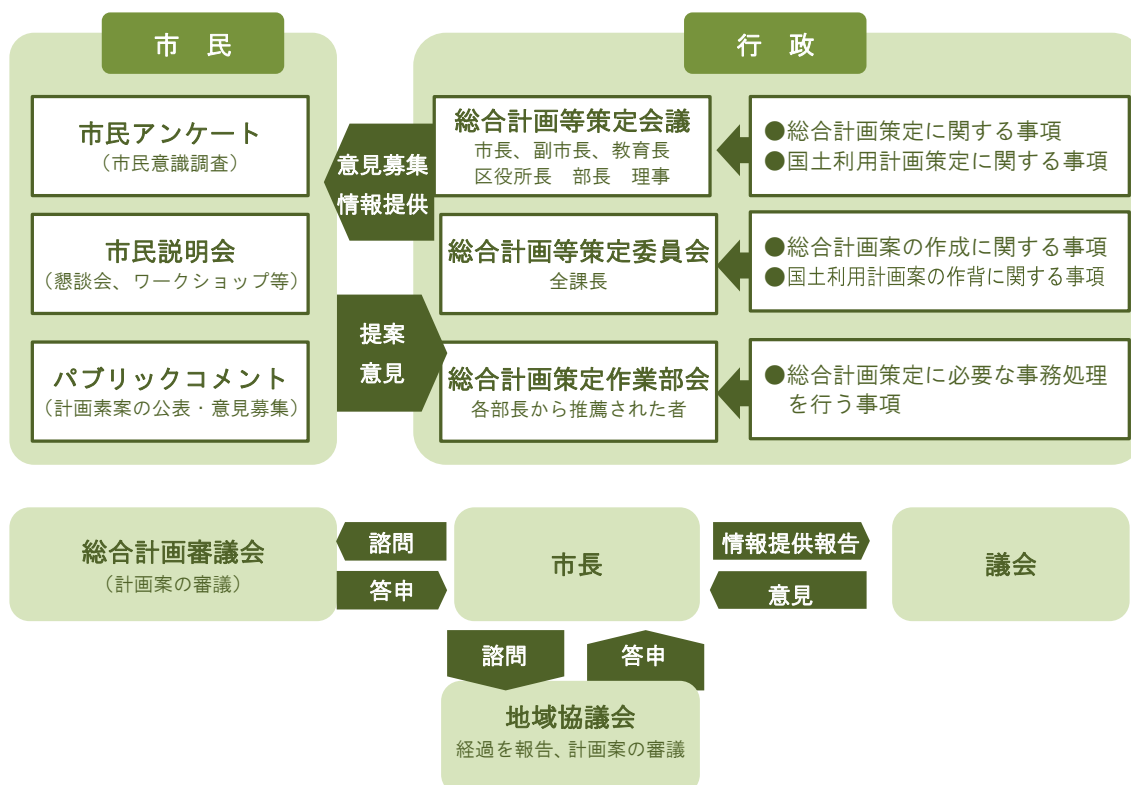 市 民
市民アンケート
（市民意識調査）
市民説明会
（懇談会、ワークショップ等）
パブリックコメント
（計画素案の公表・意見募集）
意見募集
情報提供
提案
意見
行 政
総合計画等策定会議
市長、副市長、教育長
区役所長 部長 理事
●総合計画策定に関する事項
●国土利用計画策定に関する事項
総合計画等策定委員会
全課長
●総合計画案の作成に関する事項
●国土利用計画案の作背に関する事項
総合計画策定作業部会
各部長から推薦された者
●総合計画策定に必要な事務処理
を行う事項
総合計画審議会
（計画案の審議）
諮問
答申
市長
情報提供報告
意見
議会
諮問
答申
地域協議会
経過を報告、計画案の審議